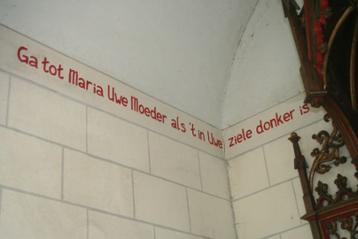 Ga tot Maria Uwe Moeder als 't in Uwe ziele donker is